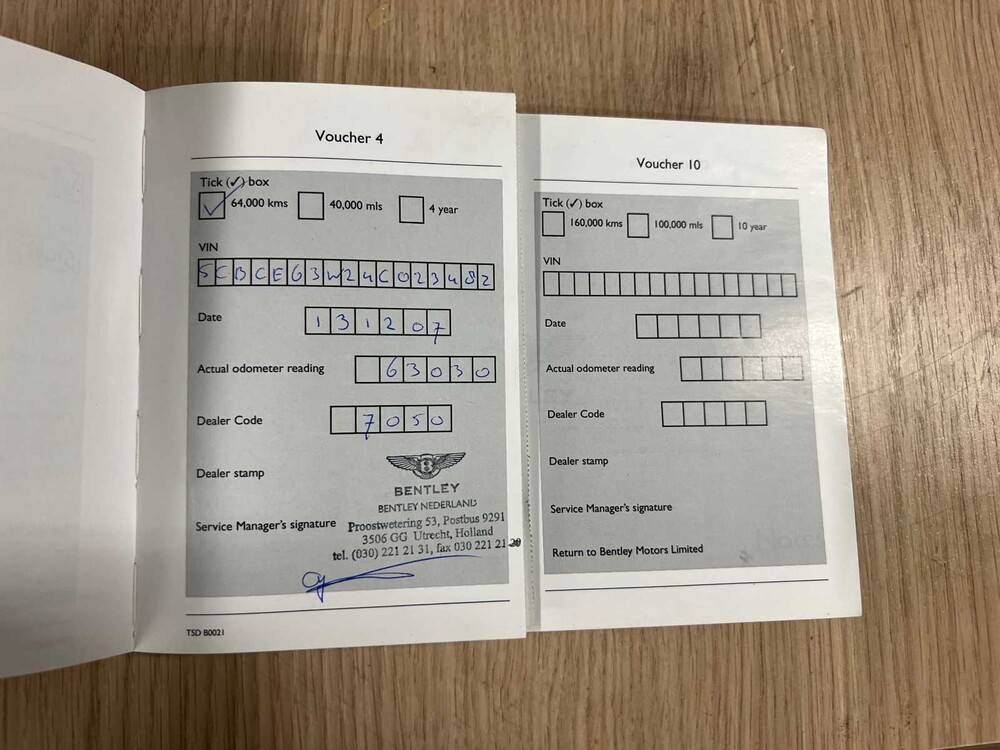 Voucher 4
Tick (✓) box
✓ 64,000 kms 40,000 mls 4 year
VIN
SCBCE63W24C023482
Date
131207
Actual odometer reading
63030
Dealer Code
7050
Dealer stamp
B
BENTLEY
BENTLEY NEDERLAND
Service Manager's signature
Proostwetering 53, Postbus 9291
3506 GG Utrecht, Holland
tel. (030) 221 21 31, fax 030 221 21 20
TSD B0021
Voucher 10
Tick (✓) box
160,000 kms 100,000 mls 10 year
VIN
Date
Actual odometer reading
Dealer Code
Dealer stamp
Service Manager's signature
Return to Bentley Motors Limited